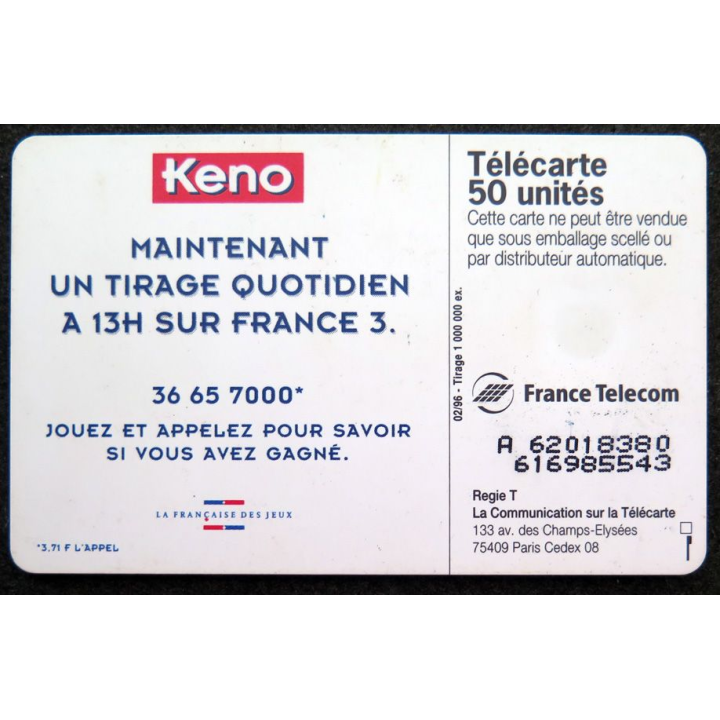 Keno
MAINTENANT
UN TIRAGE QUOTIDIEN
A 13H SUR FRANCE 3.
36 65 7000*
JOUEZ ET APPELEZ POUR SAVOIR
SI VOUS AVEZ GAGNÉ.
LA FRANÇAISE DES JEUX
*3,71 F L'APPEL
02/96 - Tirage 1 000 000 ex.
Télécarte
50 unités
Cette carte ne peut être vendue
que sous emballage scellé ou
par distributeur automatique.
France Telecom
A 62018380
616985543
Regie T
La Communication sur la Télécarte
133 av. des Champs-Elysées
75409 Paris Cedex 08